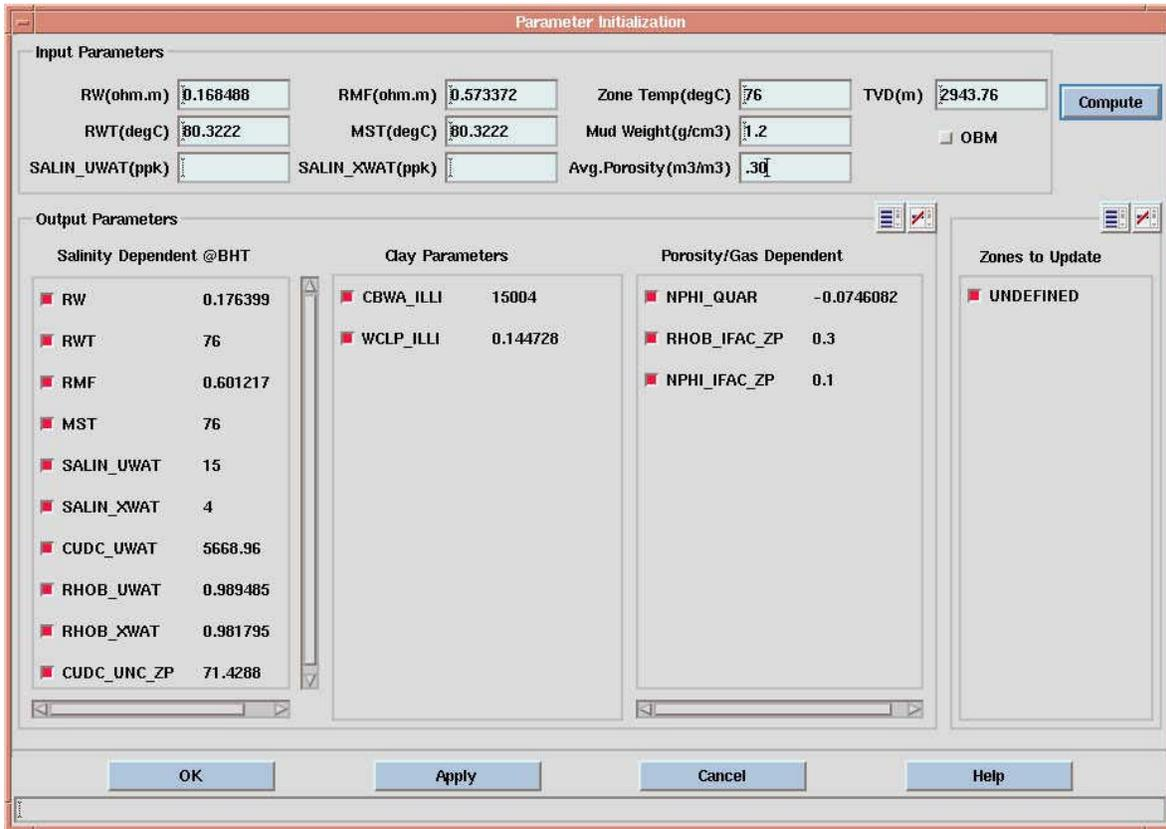 Parameter Initialization
Input Parameters
RW(ohm.m) 0.168488 RMF(ohm.m) 0.573372 Zone Temp(degC) 76 TVD(m) 2943.76 Compute
RWT(degC) 80.3222 MST(degC) 80.3222 Mud Weight(g/cm3) 1.2 OBM
SALIN_UWAT(ppk) SALIN_XWAT(ppk) Avg.Porosity(m3/m3) .30
Output Parameters
Salinity Dependent @BHT Clay Parameters Porosity/Gas Dependent Zones to Update
RW 0.176399 CBWA_ILLI 15004 NPHI_QUAR -0.0746082 UNDEFINED
RWT 76 WCLP_ILLI 0.144728 RHOB_IFAC_ZP 0.3
RMF 0.601217 NPHI_IFAC_ZP 0.1
MST 76
SALIN_UWAT 15
SALIN_XWAT 4
CUDC_UWAT 5668.96
RHOB_UWAT 0.989485
RHOB_XWAT 0.981795
CUDC_UNC_ZP 71.4288
OK Apply Cancel Help